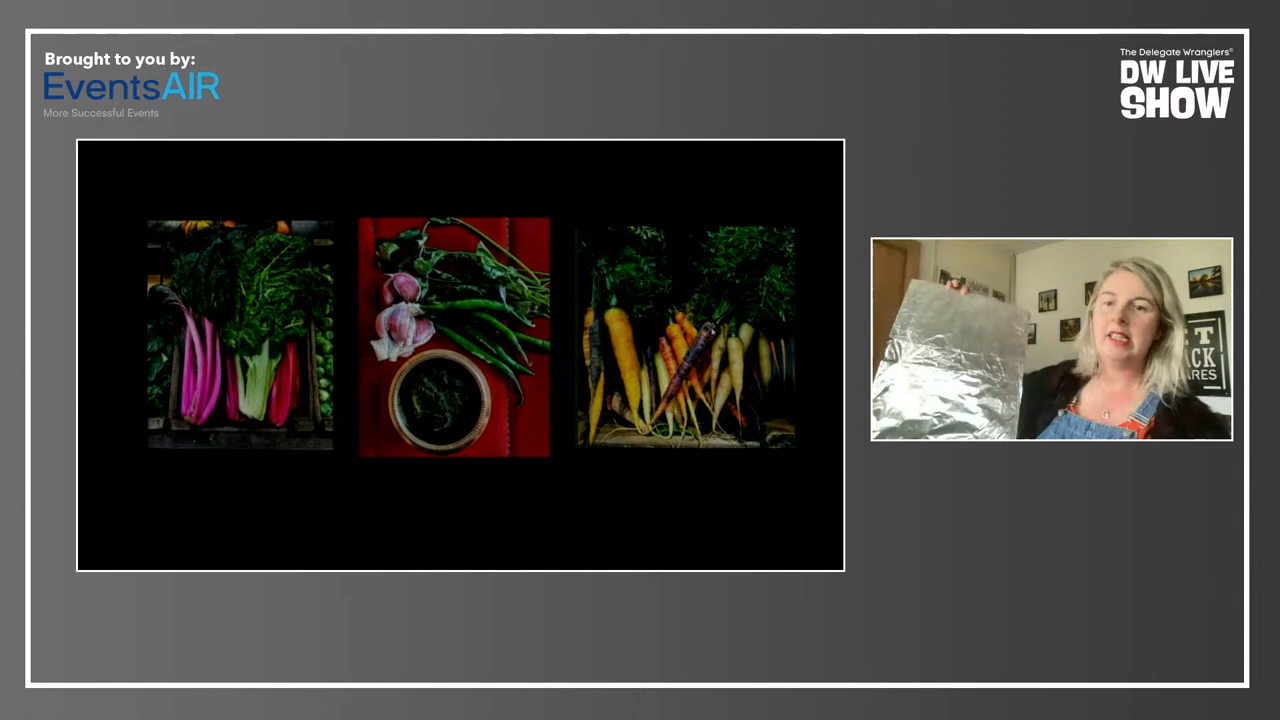 Brought to you by:
EventsAIR
More Successful Events
The Delegate Wranglers®
DW LIVE
SHOW